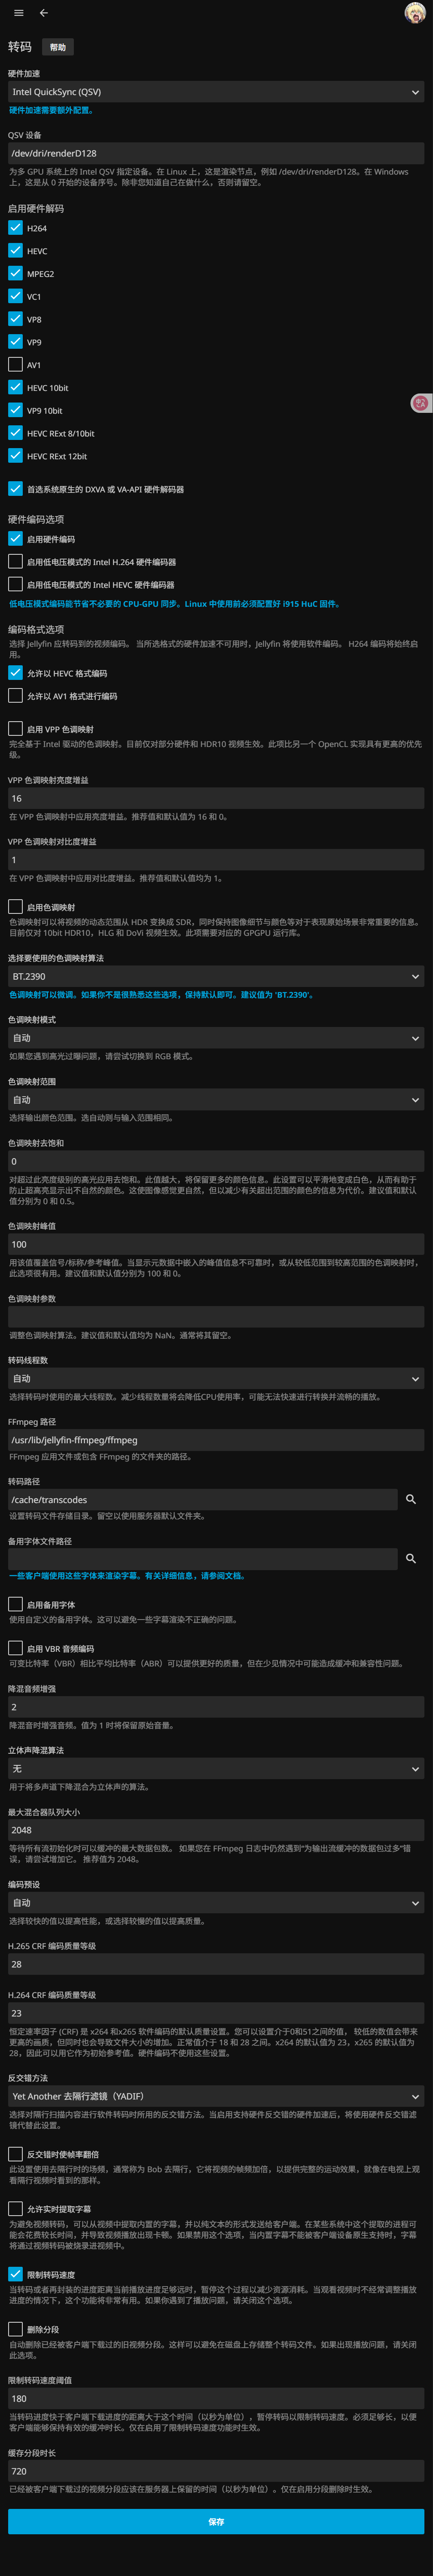 转码 帮助
硬件加速
Intel QuickSync (QSV)
硬件加速需要额外配置。
QSV 设备
/dev/dri/renderD128
为多 GPU 系统上的 Intel QSV 指定设备。在 Linux 上，这是渲染节点，例如 /dev/dri/renderD128。在 Windows
上，这是从 0 开始的设备序号。除非您知道自己在做什么，否则请留空。
启用硬件解码
H264
HEVC
MPEG2
VC1
VP8
VP9
AV1
HEVC 10bit
VP9 10bit
HEVC RExt 8/10bit
HEVC RExt 12bit
首选系统原生的 DXVA 或 VA-API 硬件解码器
硬件编码选项
启用硬件编码
启用低电压模式的 Intel H.264 硬件编码器
启用低电压模式的 Intel HEVC 硬件编码器
低电压模式编码能节省不必要的 CPU-GPU 同步。Linux 中使用前必须配置好 i915 HuC 固件。
编码格式选项
选择 Jellyfin 应转码到的视频编码。 当所选格式的硬件加速不可用时，Jellyfin 将使用软件编码。 H264 编码将始终启
用。
允许以 HEVC 格式编码
允许以 AV1 格式进行编码
启用 VPP 色调映射
完全基于 Intel 驱动的色调映射。目前仅对部分硬件和 HDR10 视频生效。此项比另一个 OpenCL 实现具有更高的优先
级。
VPP 色调映射亮度增益
16
在 VPP 色调映射中应用亮度增益。推荐值和默认值为 16 和 0。
VPP 色调映射对比度增益
1
在 VPP 色调映射中应用对比度增益。推荐值和默认值均为 1。
启用色调映射
色调映射可以将视频的动态范围从 HDR 变换成 SDR，同时保持图像细节与颜色等对于表现原始场景非常重要的信息。
目前仅对 10bit HDR10，HLG 和 DoVi 视频生效。此项需要对应的 GPGPU 运行库。
选择要使用的色调映射算法
BT.2390
色调映射可以微调。如果你不是很熟悉这些选项，保持默认即可。建议值为 'BT.2390'。
色调映射模式
自动
如果您遇到高光过曝问题，请尝试切换到 RGB 模式。
色调映射范围
自动
选择输出颜色范围。选自动则与输入范围相同。
色调映射去饱和
0
对超过此亮度级别的高光应用去饱和。此值越大，将保留更多的颜色信息。此设置可以平滑地变成白色，从而有助于
防止超高亮显示出不自然的颜色。这使图像感觉更自然，但以减少有关超出范围的颜色的信息为代价。建议值和默认
值分别为 0 和 0.5。
色调映射峰值
100
用该值覆盖信号/标称/参考峰值。当显示元数据中嵌入的峰值信息不可靠时，或从较低范围到较高范围的色调映射时，
此选项很有用。建议值和默认值分别为 100 和 0。
色调映射参数
调整色调映射算法。建议值和默认值均为 NaN。通常将其留空。
转码线程数
自动
选择转码时使用的最大线程数。减少线程数量将会降低CPU使用率，可能无法快速进行转换并流畅的播放。
FFmpeg 路径
/usr/lib/jellyfin-ffmpeg/ffmpeg
FFmpeg 应用文件或包含 FFmpeg 的文件夹的路径。
转码路径
/cache/transcodes
设置转码文件存储目录。留空以使用服务器默认文件夹。
备用字体文件路径
一些客户端使用这些字体来渲染字幕。有关详细信息，请参阅文档。
启用备用字体
使用自定义的备用字体。这可以避免一些字幕渲染不正确的问题。
启用 VBR 音频编码
可变比特率（VBR）相比平均比特率（ABR）可以提供更好的质量，但在少见情况中可能造成缓冲和兼容性问题。
降混音频增强
2
降混音时增强音频。值为 1 时将保留原始音量。
立体声降混算法
无
用于将多声道下降混合为立体声的算法。
最大混合器队列大小
2048
等待所有流初始化时可以缓冲的最大数据包数。 如果您在 FFmpeg 日志中仍然遇到"为输出流缓冲的数据包过多"错
误，请尝试增加它。 推荐值为 2048。
编码预设
自动
选择较快的值以提高性能，或选择较慢的值以提高质量。
H.265 CRF 编码质量等级
28
H.264 CRF 编码质量等级
23
恒定速率因子 (CRF) 是 x264 和x265 软件编码的默认质量设置。您可以设置介于0和51之间的值， 较低的数值会带来
更高的画质，但同时也会导致文件大小的增加。正常值介于 18 和 28 之间。x264 的默认值为 23，x265 的默认值为
28，因此可以用它作为初始参考值。硬件编码不使用这些设置。
反交错方法
Yet Another 去隔行滤镜（YADIF）
选择对隔行扫描内容进行软件转码时所用的反交错方法。当启用支持硬件反交错的硬件加速后，将使用硬件反交错滤
镜代替此设置。
反交错时使帧率翻倍
此设置使用去隔行时的场频，通常称为 Bob 去隔行，它将视频的帧频加倍，以提供完整的运动效果，就像在电视上观
看隔行视频时看到的那样。
允许实时提取字幕
为避免视频转码，可以从视频中提取内置的字幕，并以纯文本的形式发送给客户端。在某些系统中这个提取的进程可
能会花费较长时间，并导致视频播放出现卡顿。如果禁用这个选项，当内置字幕不能被客户端设备原生支持时，字幕
将通过视频转码被烧录进视频中。
限制转码速度
当转码或者再封装的进度距离当前播放进度足够远时，暂停这个过程以减少资源消耗。当观看视频时不经常调整播放
进度的情况下，这个功能将非常有用。如果你遇到了播放问题，请关闭这个选项。
删除分段
自动删除已经被客户端下载过的旧视频分段。这样可以避免在磁盘上存储整个转码文件。如果出现播放问题，请关闭
此选项。
限制转码速度阈值
180
当转码进度快于客户端下载进度的距离大于这个时间（以秒为单位），暂停转码以限制转码速度。必须足够长，以便
客户端能够保持有效的缓冲时长。仅在启用了限制转码速度功能时生效。
缓存分段时长
720
已经被客户端下载过的视频分段应该在服务器上保留的时间（以秒为单位）。仅在启用分段删除时生效。
保存